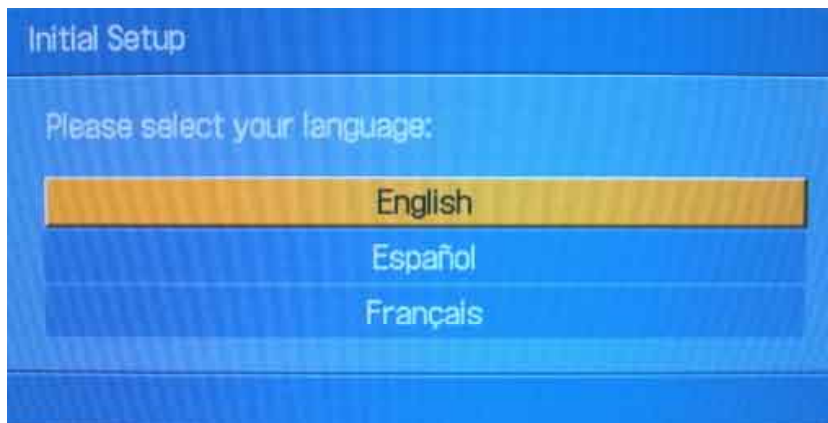 Initial Setup
Please select your language:
English
Español
Français